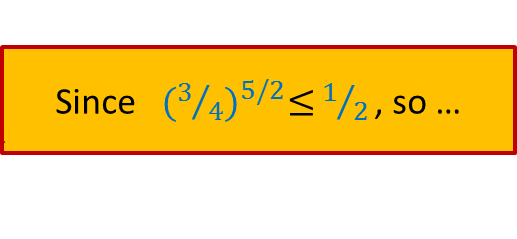 Since (3/4)^5/2 ≤ 1/2, so ...